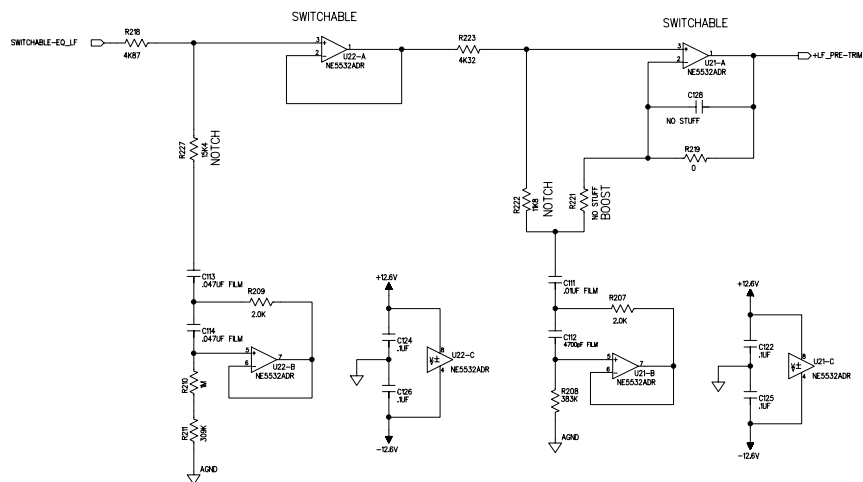 SWITCHABLE
SWITCHABLE
SWITCHABLE-EQ_LF
R218
4K87
3
2
1
U22-A
NE5532ADR
R223
4K32
3
2
1
U21-A
NE5532ADR
+LF_PRE-TRIM
C128
NO STUFF
R219
0
R227
15K4
NOTCH
R222
11K8
NOTCH
R221
NO STUFF
BOOST
C113
.047UF FILM
R209
2.0K
C114
.047UF FILM
5
6
7
U22-B
NE5532ADR
R210
1M
R211
309K
AGND
+12.6V
C124
.1UF
C126
.1UF
8
4
V±
U22-C
NE5532ADR
-12.6V
C111
.01UF FILM
R207
2.0K
C112
4700pF FILM
5
6
7
U21-B
NE5532ADR
R208
383K
AGND
+12.6V
C122
.1UF
C125
.1UF
8
4
V±
U21-C
NE5532ADR
-12.6V